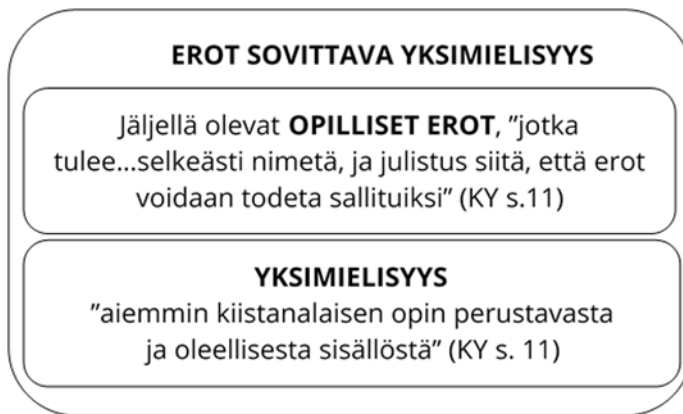 EROT SOVITTAVA YKSIMIELISYYS
Jäljellä olevat OPILLISET EROT, ”jotka
tulee...selkeästi nimetä, ja julistus siitä, että erot
voidaan todeta sallituiksi” (KY s.11)
YKSIMIELISYYS
”aiemmin kiistanalaisen opin perustavasta
ja oleellisesta sisällöstä” (KY s. 11)